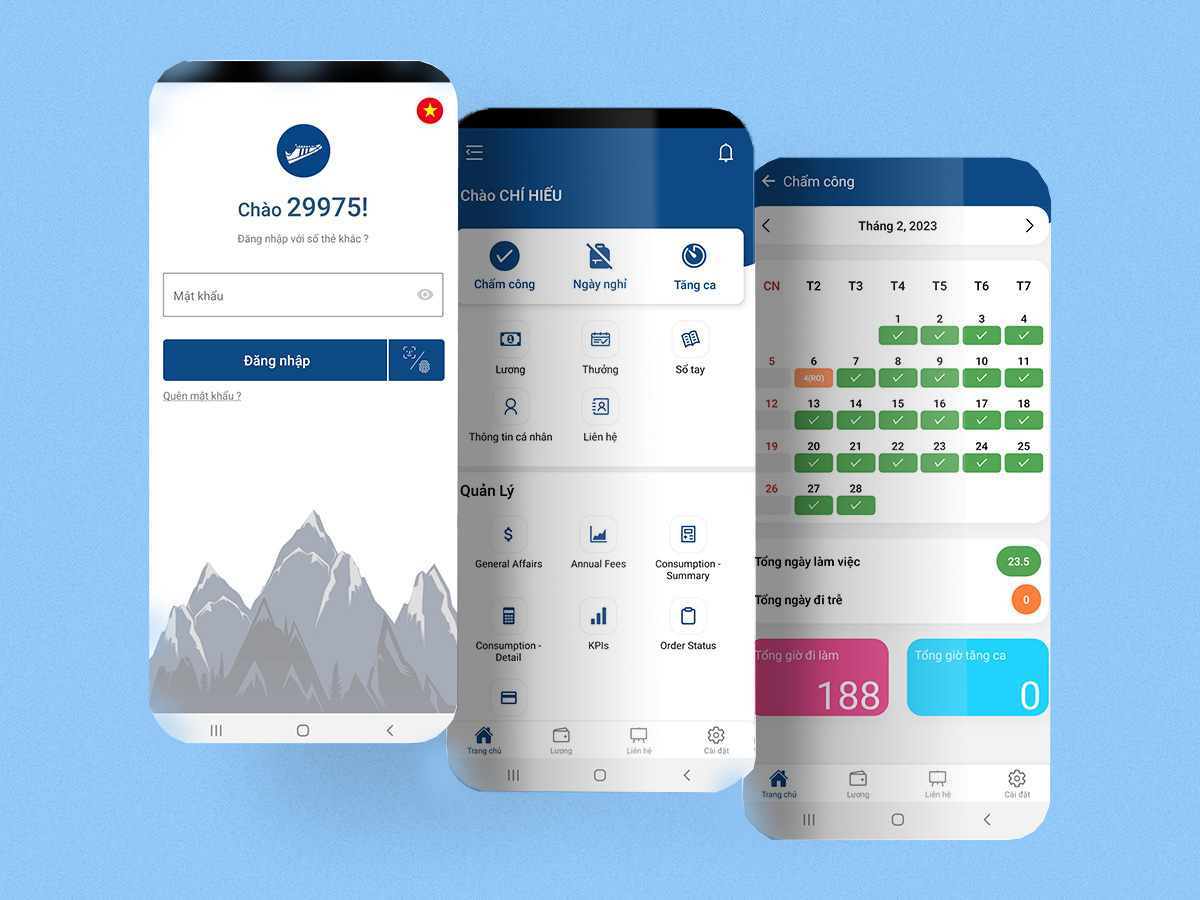 Chào 29975!
Đăng nhập với số thẻ khác ?
Mật khẩu
Đăng nhập
Quên mật khẩu ?
Chào CHÍ HIẾU
Chấm công Ngày nghỉ Tăng ca
Lương Thưởng Sổ tay
Thông tin cá nhân Liên hệ
Quản Lý
General Affairs Annual Fees Consumption -
Summary
Consumption -
Detail
KPIs Order Status
Trang chủ Lương Liên hệ Cài đặt
Chấm công
Tháng 2, 2023
CN T2 T3 T4 T5 T6 T7
1 2 3 4
5 6 7 8 9 10 11
4(RO)
12 13 14 15 16 17 18
19 20 21 22 23 24 25
26 27 28
Tổng ngày làm việc 23.5
Tổng ngày đi trễ 0
Tổng giờ đi làm Tổng giờ tăng ca
188 0
Trang chủ Lương Liên hệ Cài đặt